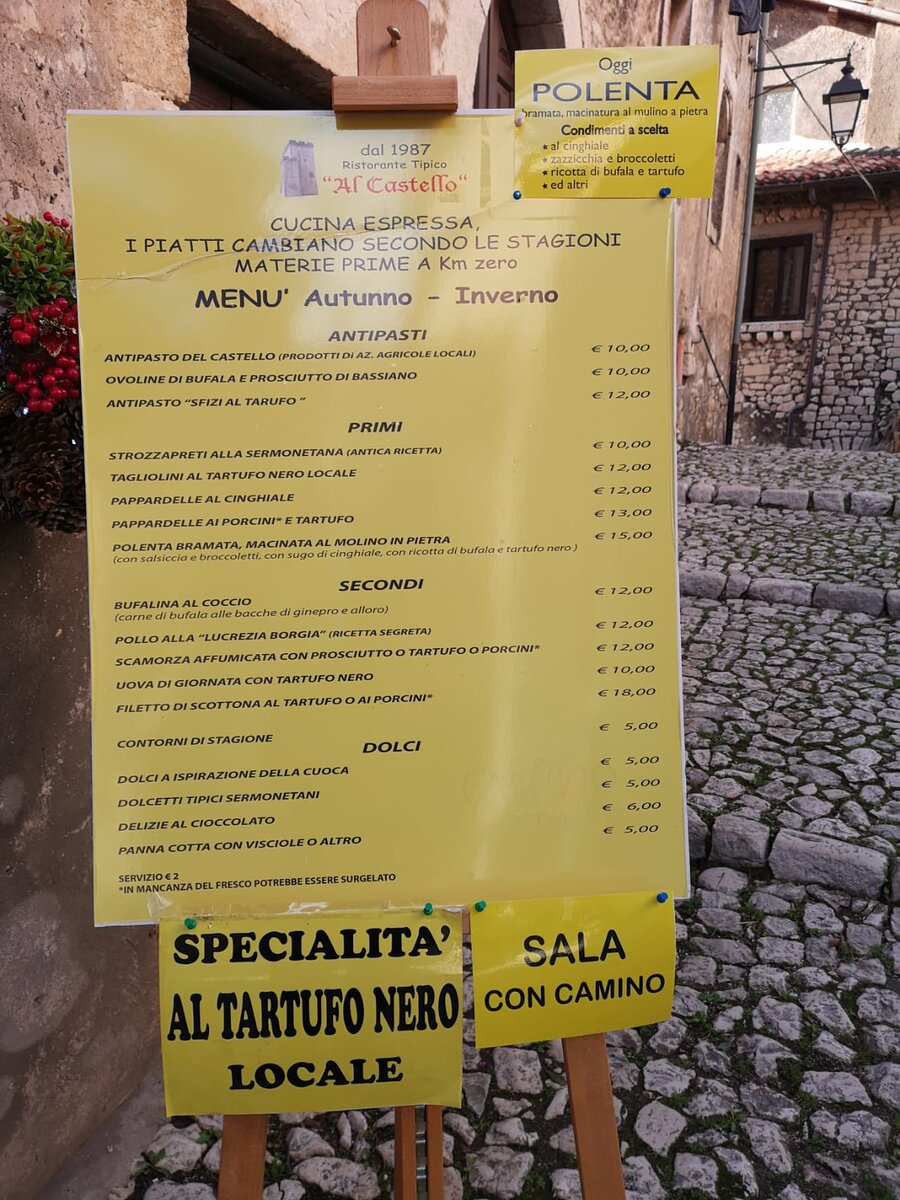 Oggi
POLENTA
bramata, macinatura al mulino a pietra
Condimenti a scelta
★ al cinghiale
★ zazzicchia e broccoletti
★ ricotta di bufala e tartufo
★ ed altri
dal 1987
Ristorante Tipico
"Al Castello"
CUCINA ESPRESSA,
I PIATTI CAMBIANO SECONDO LE STAGIONI
MATERIE PRIME A Km zero
MENU' Autunno - Inverno
ANTIPASTI
ANTIPASTO DEL CASTELLO (PRODOTTI Di AZ. AGRICOLE LOCALI) € 10,00
OVOLINE DI BUFALA E PROSCIUTTO DI BASSIANO € 10,00
ANTIPASTO "SFIZI AL TARUFO " € 12,00
PRIMI
STROZZAPRETI ALLA SERMONETANA (ANTICA RICETTA) € 10,00
TAGLIOLINI AL TARTUFO NERO LOCALE € 12,00
PAPPARDELLE AL CINGHIALE € 12,00
PAPPARDELLE AI PORCINI* E TARTUFO € 13,00
POLENTA BRAMATA, MACINATA AL MOLINO IN PIETRA € 15,00
(con salsiccia e broccoletti, con sugo di cinghiale, con ricotta di bufala e tartufo nero )
SECONDI
BUFALINA AL COCCIO € 12,00
(carne di bufala alle bacche di ginepro e alloro)
POLLO ALLA "LUCREZIA BORGIA" (RICETTA SEGRETA) € 12,00
SCAMORZA AFFUMICATA CON PROSCIUTTO O TARTUFO O PORCINI* € 12,00
UOVA DI GIORNATA CON TARTUFO NERO € 10,00
FILETTO DI SCOTTONA AL TARTUFO O AI PORCINI* € 18,00
CONTORNI DI STAGIONE € 5,00
DOLCI
DOLCI A ISPIRAZIONE DELLA CUOCA € 5,00
DOLCETTI TIPICI SERMONETANI € 5,00
DELIZIE AL CIOCCOLATO € 6,00
PANNA COTTA CON VISCIOLE O ALTRO € 5,00
SERVIZIO € 2
*IN MANCANZA DEL FRESCO POTREBBE ESSERE SURGELATO
SPECIALITA'
AL TARTUFO NERO
LOCALE
SALA
CON CAMINO